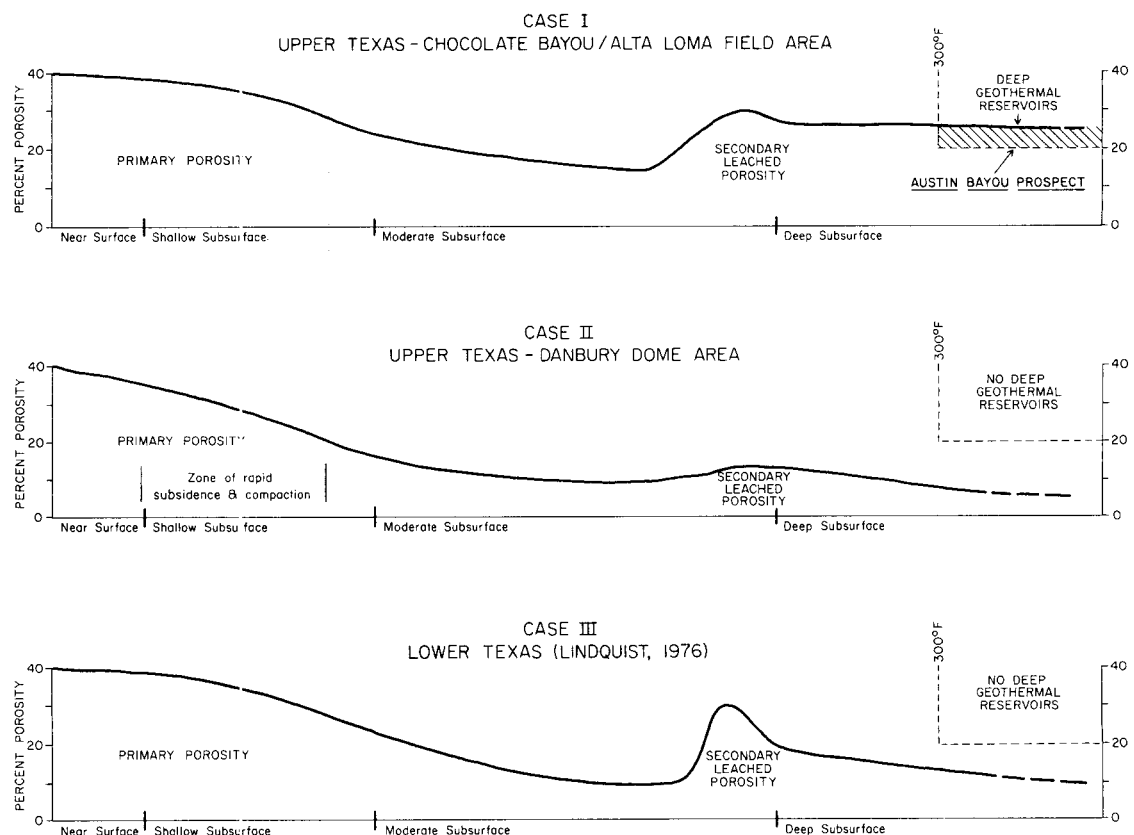 CASE I
UPPER TEXAS - CHOCOLATE BAYOU / ALTA LOMA FIELD AREA
PERCENT POROSITY
40
20
0
PRIMARY POROSITY
SECONDARY
LEACHED
POROSITY
300°F
DEEP
GEOTHERMAL
RESERVOIRS
40
20
0
AUSTIN BAYOU PROSPECT
Near Surface
Shallow Subsurface
Moderate Subsurface
Deep Subsurface
CASE II
UPPER TEXAS - DANBURY DOME AREA
PERCENT POROSITY
40
20
0
PRIMARY POROSITY
Zone of rapid
subsidence & compaction
SECONDARY
LEACHED
POROSITY
300°F
NO DEEP
GEOTHERMAL
RESERVOIRS
40
20
0
Near Surface
Shallow Subsurface
Moderate Subsurface
Deep Subsurface
CASE III
LOWER TEXAS (LINDQUIST, 1976)
PERCENT POROSITY
40
20
0
PRIMARY POROSITY
SECONDARY
LEACHED
POROSITY
300°F
NO DEEP
GEOTHERMAL
RESERVOIRS
40
20
0
Near Surface
Shallow Subsurface
Moderate Subsurface
Deep Subsurface